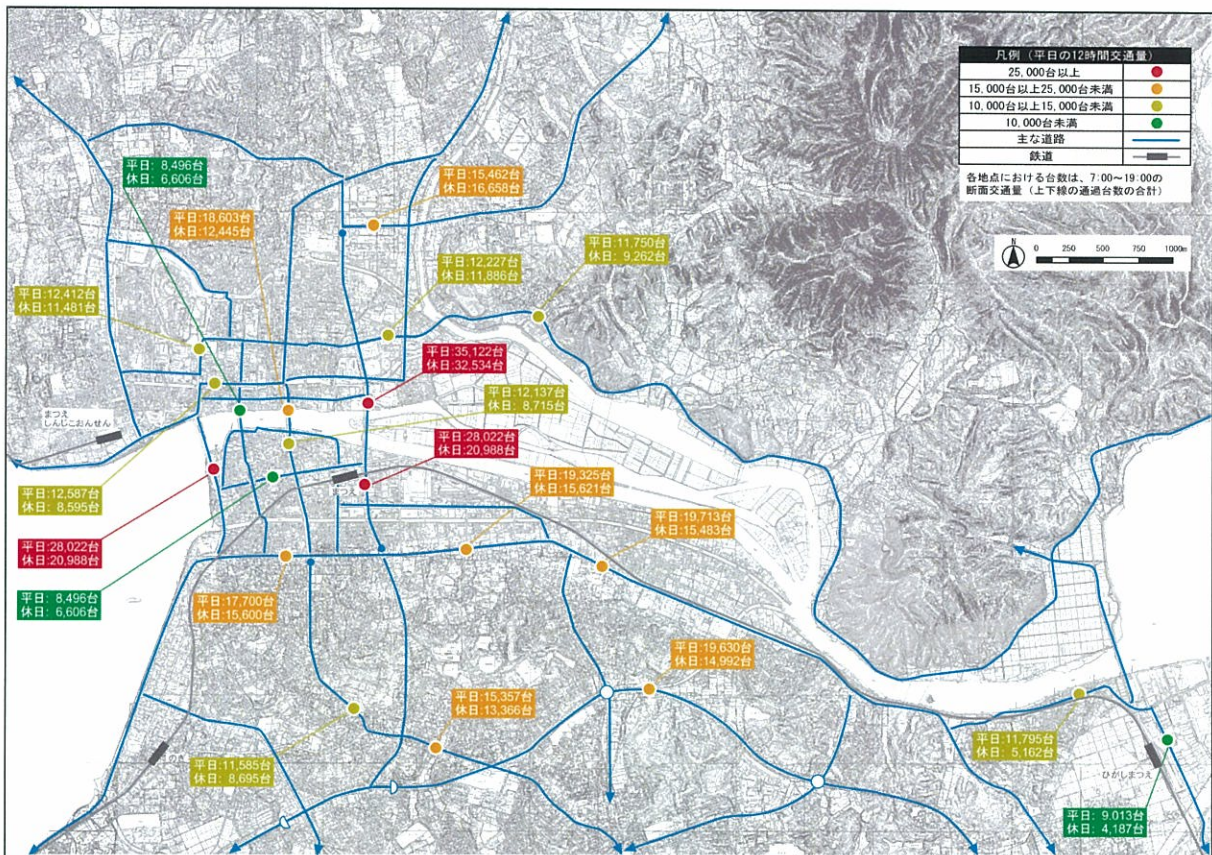 凡例（平日の12時間交通量）
25,000台以上
15,000台以上25,000台未満
10,000台以上15,000台未満
10,000台未満
主な道路
鉄道
各地点における台数は、7:00～19:00の
断面交通量（上下線の通過台数の合計）
N
0 250 500 750 1000m
平日: 8,496台
休日: 6,606台
平日:15,462台
休日:16,658台
平日:18,603台
休日:12,445台
平日:11,750台
休日: 9,262台
平日:12,227台
休日:11,886台
平日:12,412台
休日:11,481台
平日:35,122台
休日:32,534台
平日:12,137台
休日: 8,715台
まつえ
しんじこおんせん
平日:28,022台
休日:20,988台
平日:19,325台
休日:15,621台
平日:12,587台
休日: 8,595台
まつえ
平日:19,713台
休日:15,483台
平日:28,022台
休日:20,988台
平日: 8,496台
休日: 6,606台
平日:17,700台
休日:15,600台
平日:19,630台
休日:14,992台
平日:15,357台
休日:13,366台
平日:11,585台
休日: 8,695台
平日:11,795台
休日: 5,162台
ひがしまつえ
平日: 9,013台
休日: 4,187台